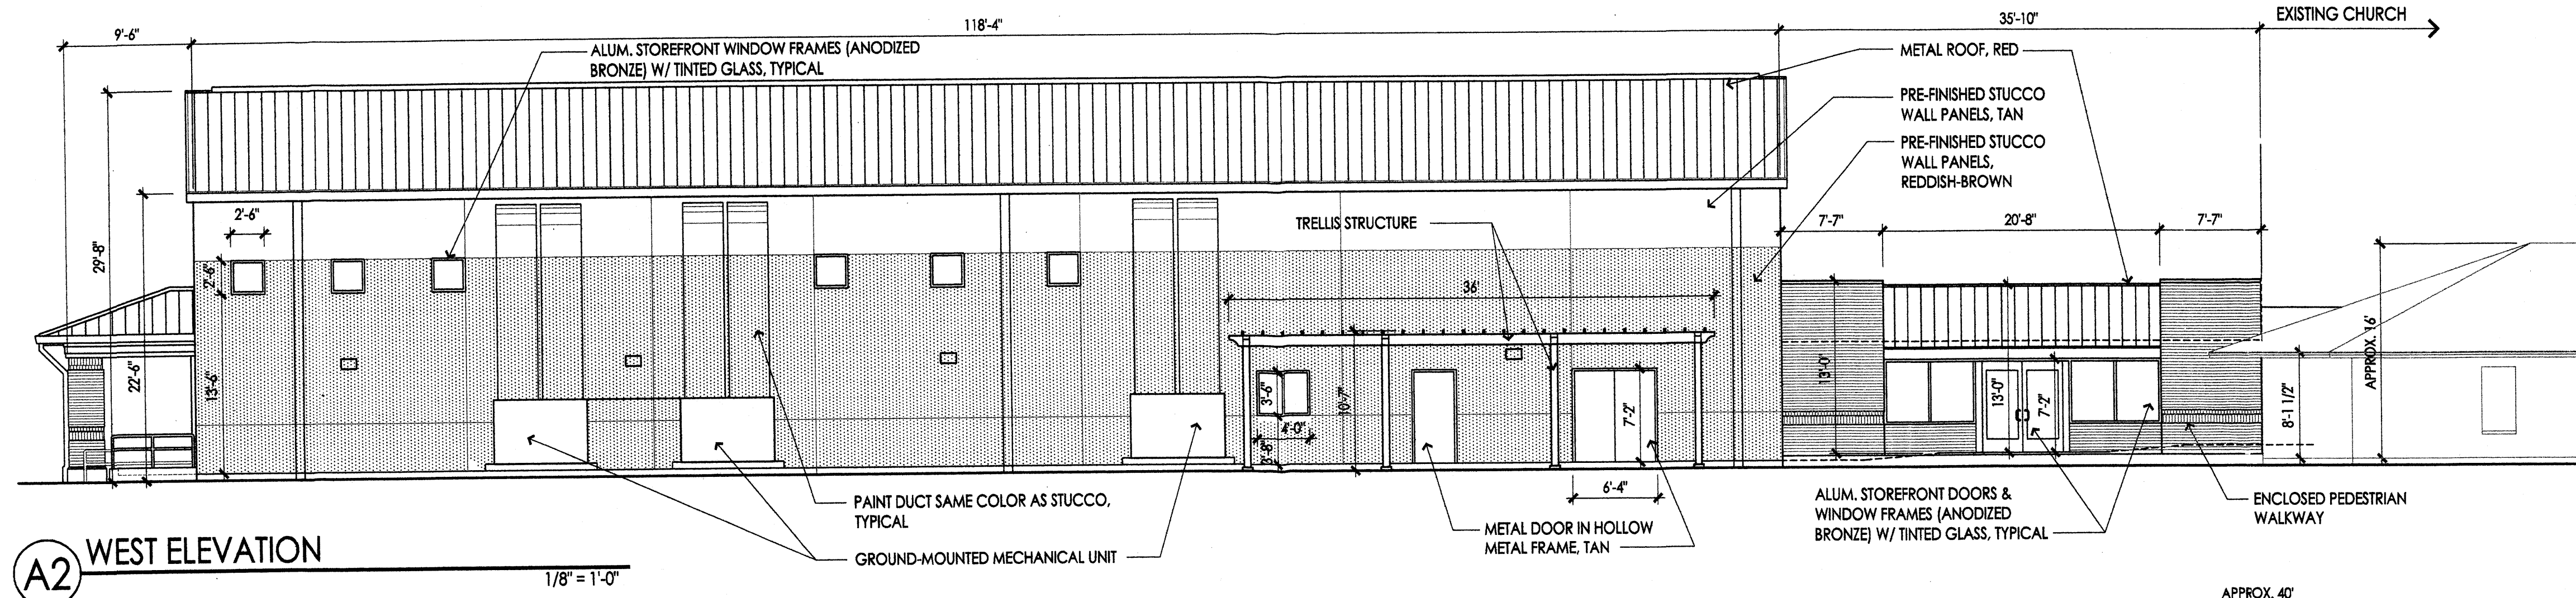 9'-6"
118'-4"
35'-10"
EXISTING CHURCH
ALUM. STOREFRONT WINDOW FRAMES (ANODIZED
BRONZE) W/ TINTED GLASS, TYPICAL
METAL ROOF, RED
PRE-FINISHED STUCCO
WALL PANELS, TAN
PRE-FINISHED STUCCO
WALL PANELS,
REDDISH-BROWN
2'-6"
TRELLIS STRUCTURE
7'-7"
20'-8"
7'-7"
29'-8"
2'-6"
36'
22'-6"
13'-6"
3'-6"
10'-7"
4'-0"
3'-8"
7'-2"
13'-0"
13'-0"
7'-2"
8'-1 1/2"
APPROX. 16'
6'-4"
PAINT DUCT SAME COLOR AS STUCCO,
TYPICAL
GROUND-MOUNTED MECHANICAL UNIT
METAL DOOR IN HOLLOW
METAL FRAME, TAN
ALUM. STOREFRONT DOORS &
WINDOW FRAMES (ANODIZED
BRONZE) W/ TINTED GLASS, TYPICAL
ENCLOSED PEDESTRIAN
WALKWAY
A2
WEST ELEVATION
1/8" = 1'-0"
APPROX. 40'